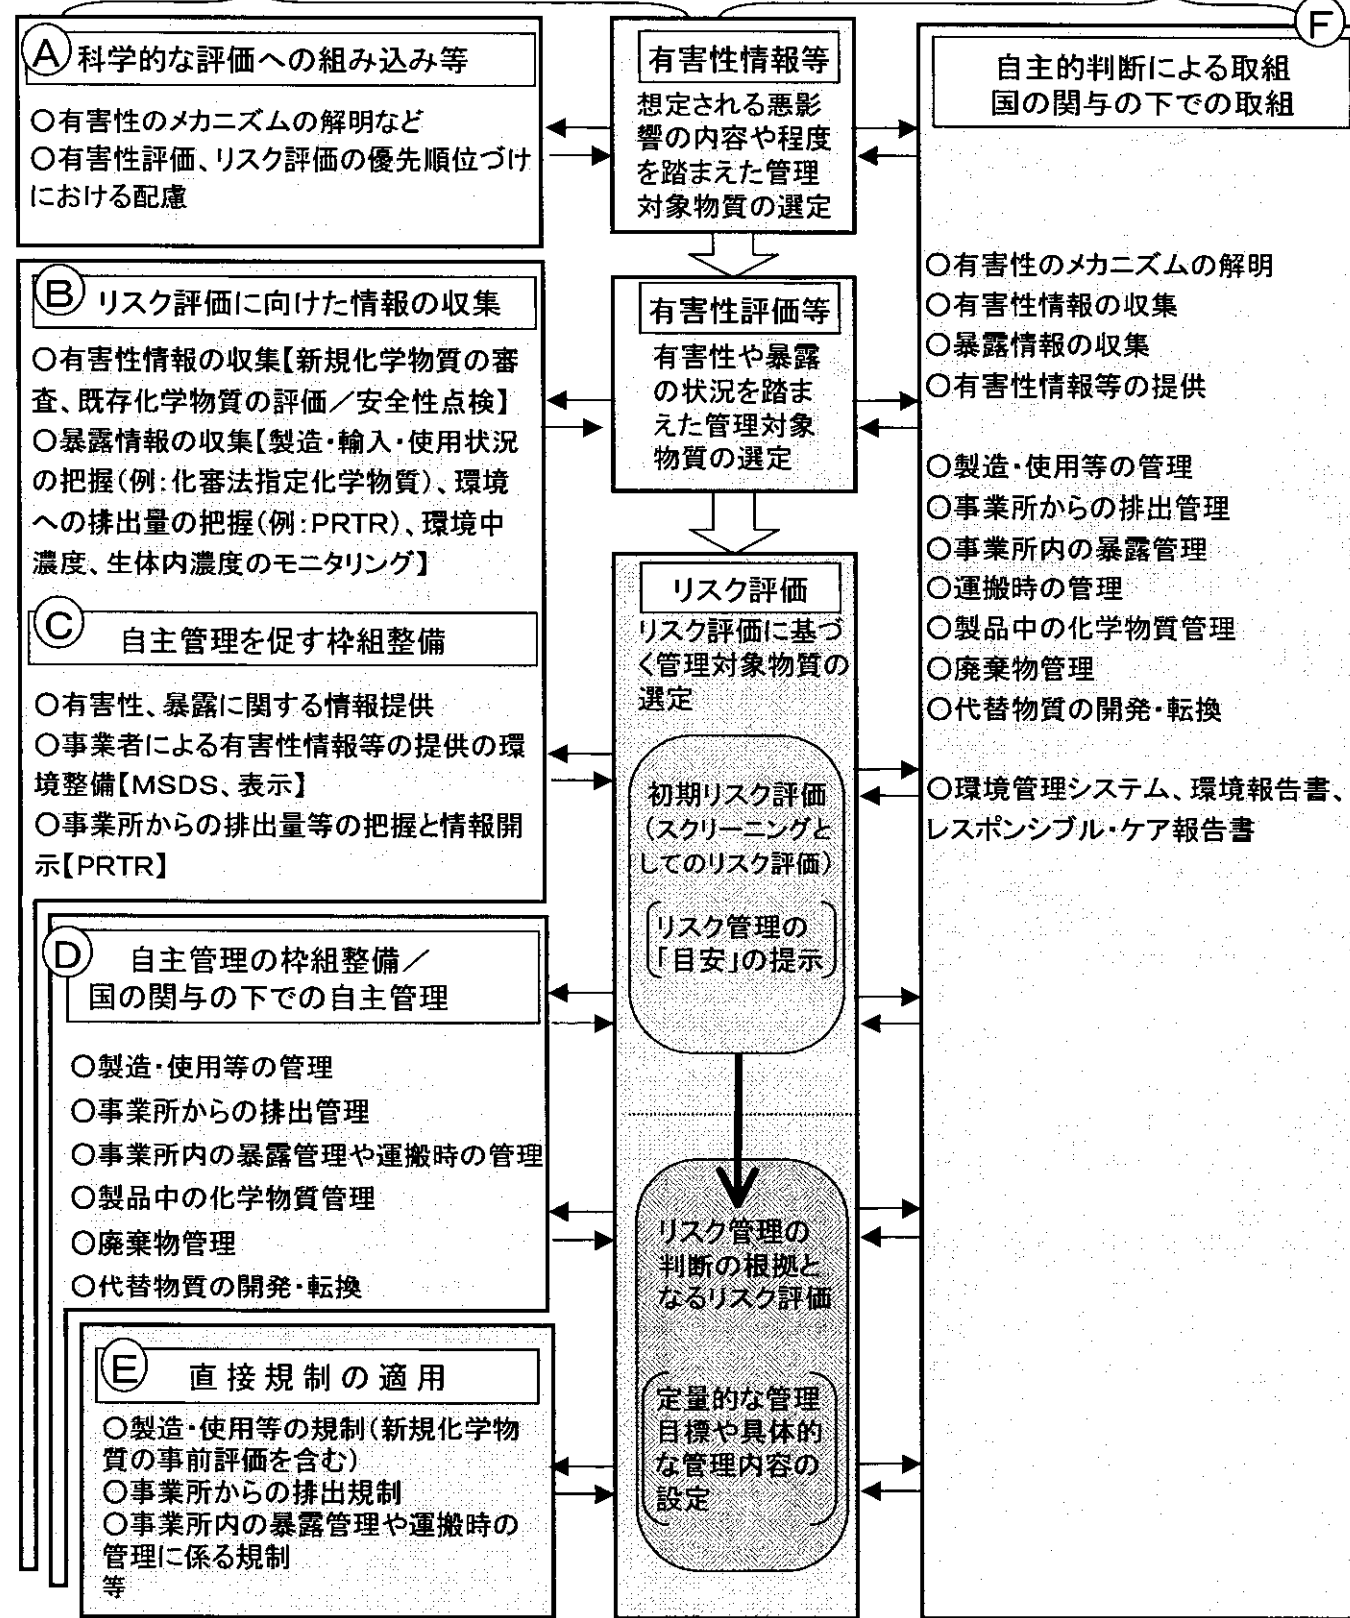 A 科学的な評価への組み込み等
○有害性のメカニズムの解明など
○有害性評価、リスク評価の優先順位づけ
における配慮
B リスク評価に向けた情報の収集
○有害性情報の収集【新規化学物質の審
査、既存化学物質の評価／安全性点検】
○暴露情報の収集【製造・輸入・使用状況
の把握(例:化審法指定化学物質)、環境
への排出量の把握(例:PRTR)、環境中
濃度、生体内濃度のモニタリング】
C 自主管理を促す枠組整備
○有害性、暴露に関する情報提供
○事業者による有害性情報等の提供の環
境整備【MSDS、表示】
○事業所からの排出量等の把握と情報開
示【PRTR】
D 自主管理の枠組整備／
国の関与の下での自主管理
○製造・使用等の管理
○事業所からの排出管理
○事業所内の暴露管理や運搬時の管理
○製品中の化学物質管理
○廃棄物管理
○代替物質の開発・転換
E 直接規制の適用
○製造・使用等の規制(新規化学物
質の事前評価を含む)
○事業所からの排出規制
○事業所内の暴露管理や運搬時の
管理に係る規制
等
有害性情報等
想定される悪影
響の内容や程度
を踏まえた管理
対象物質の選定
有害性評価等
有害性や暴露
の状況を踏ま
えた管理対象
物質の選定
リスク評価
リスク評価に基づ
く管理対象物質の
選定
初期リスク評価
(スクリーニングと
してのリスク評価)
リスク管理の
「目安」の提示
リスク管理の
判断の根拠と
なるリスク評価
定量的な管理
目標や具体的
な管理内容の
設定
F
自主的判断による取組
国の関与の下での取組
○有害性のメカニズムの解明
○有害性情報の収集
○暴露情報の収集
○有害性情報等の提供
○製造・使用等の管理
○事業所からの排出管理
○事業所内の暴露管理
○運搬時の管理
○製品中の化学物質管理
○廃棄物管理
○代替物質の開発・転換
○環境管理システム、環境報告書、
レスポンシブル・ケア報告書